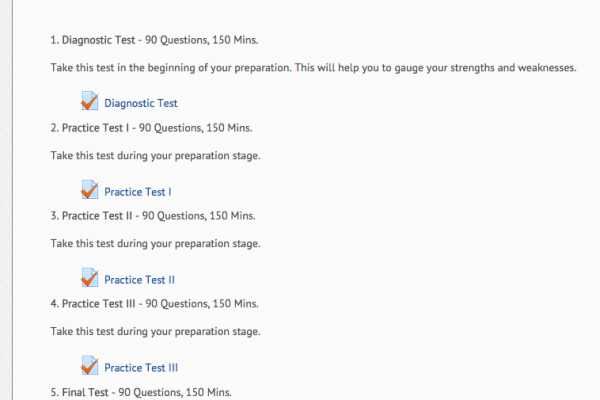 1. Diagnostic Test - 90 Questions, 150 Mins.
Take this test in the beginning of your preparation. This will help you to gauge your strengths and weaknesses.
Diagnostic Test
2. Practice Test I - 90 Questions, 150 Mins.
Take this test during your preparation stage.
Practice Test I
3. Practice Test II - 90 Questions, 150 Mins.
Take this test during your preparation stage.
Practice Test II
4. Practice Test III - 90 Questions, 150 Mins.
Take this test during your preparation stage.
Practice Test III
5. Final Test - 90 Questions, 150 Mins.